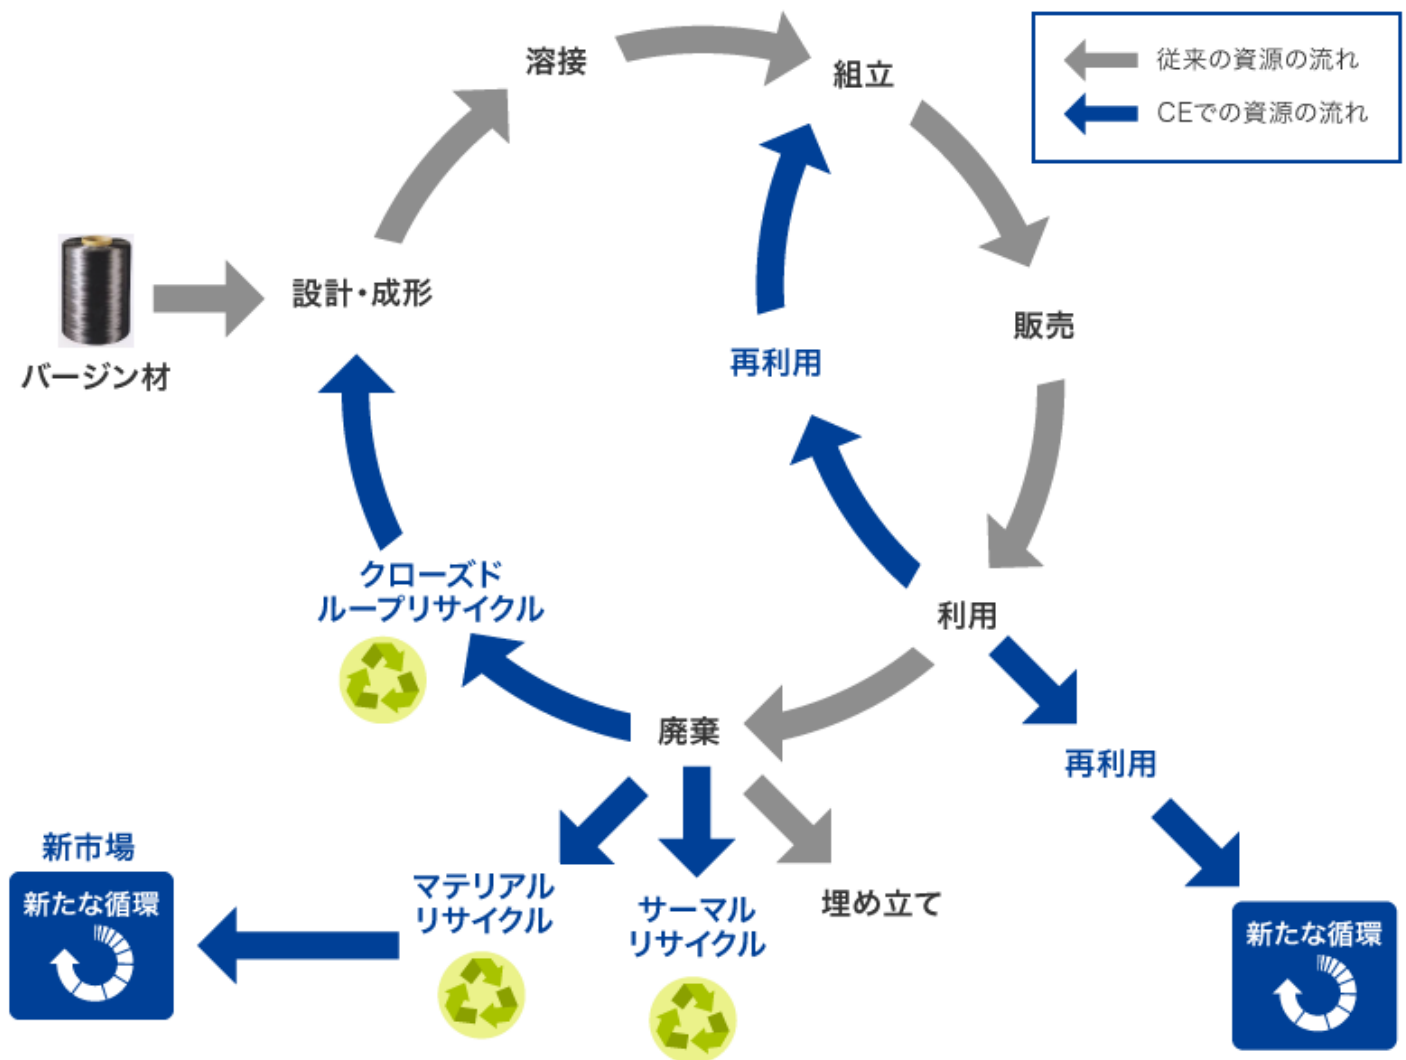 溶接
組立
従来の資源の流れ
CEでの資源の流れ
設計・成形
販売
バージン材
再利用
クローズド
ループリサイクル
利用
廃棄
再利用
新市場
新たな循環
マテリアル
リサイクル
サーマル
リサイクル
埋め立て
新たな循環